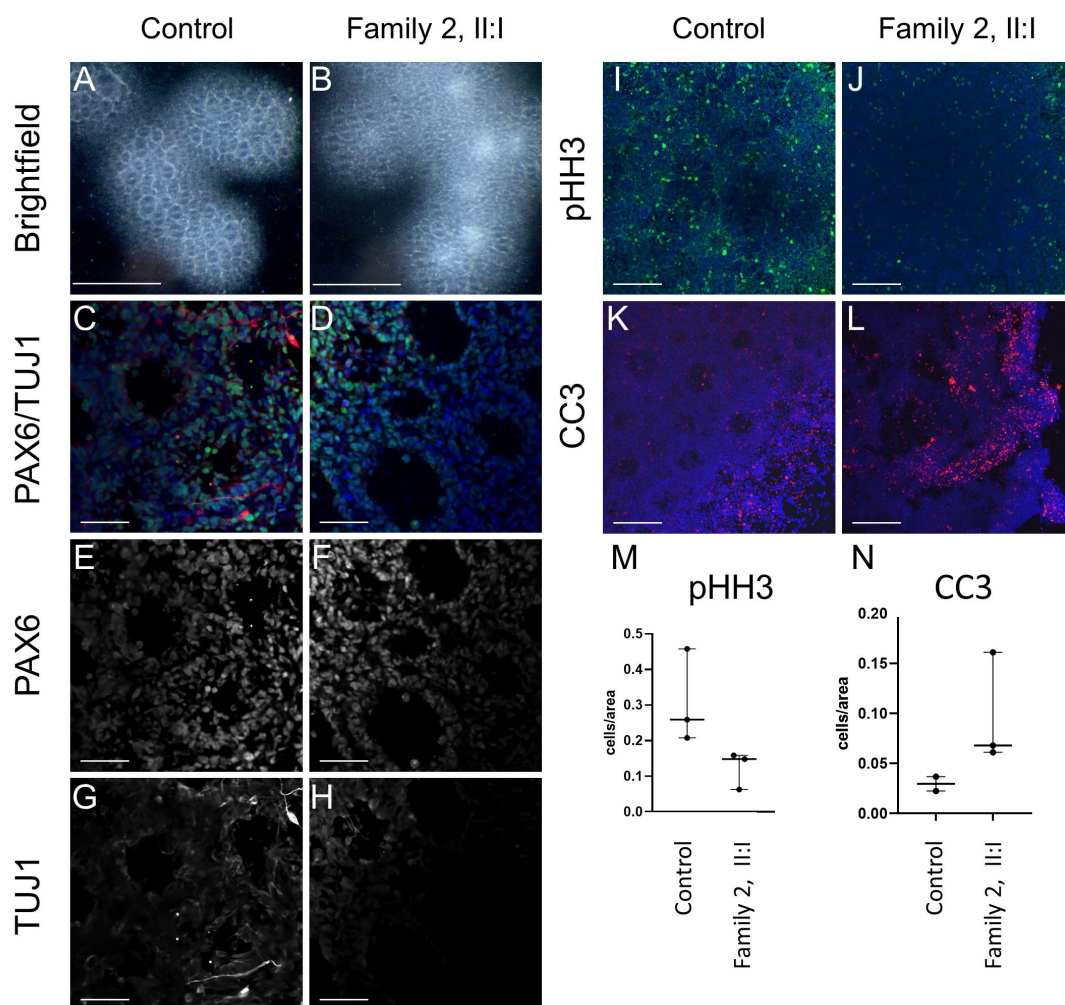 Control
Family 2, II:I
Control
Family 2, II:I
Brightfield
A
B
pHH3
I
J
PAX6/TUJ1
C
D
CC3
K
L
PAX6
E
F
TUJ1
G
H
M
pHH3
0.5
0.4
0.3
0.2
0.1
0.0
cells/area
Control
Family 2, II:I
N
CC3
0.20
0.15
0.10
0.05
0.00
cells/area
Control
Family 2, II:I